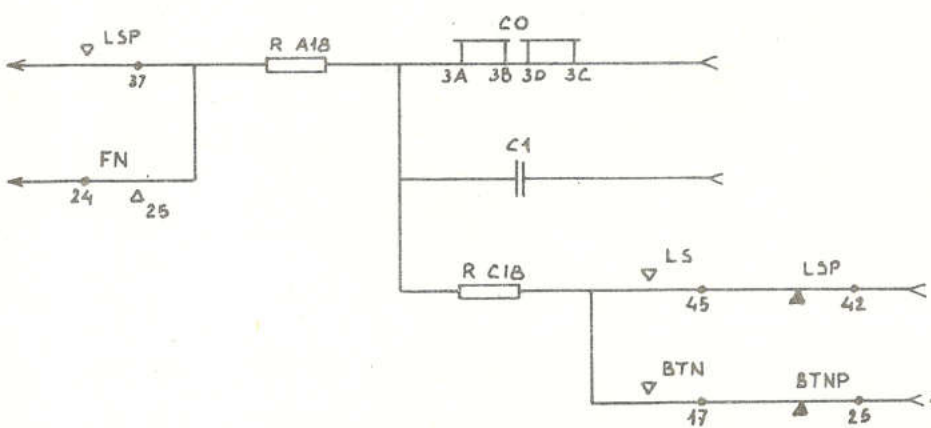 CO
LSP
R A18
37
3A 3B 3D 3C
C1
FN
24
25
R C18
LS
LSP
45
42
BTN
BTNP
17
25